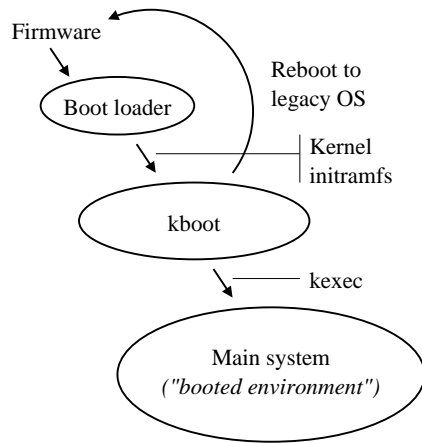 Firmware
Reboot to
legacy OS
Boot loader
Kernel
initramfs
kboot
kexec
Main system
("booted environment")